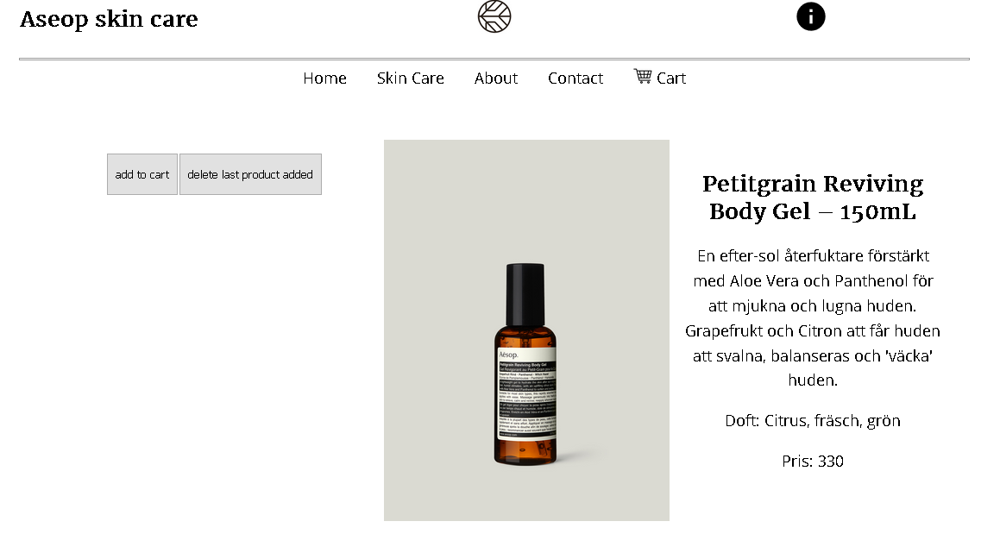 Aseop skin care
Home Skin Care About Contact Cart
add to cart delete last product added
Aēsop.
Petitgrain Reviving Body Gel
Petitgrain Reviving
Body Gel – 150mL
En efter-sol återfuktare förstärkt
med Aloe Vera och Panthenol för
att mjukna och lugna huden.
Grapefrukt och Citron att får huden
att svalna, balanseras och 'väcka'
huden.
Doft: Citrus, fräsch, grön
Pris: 330